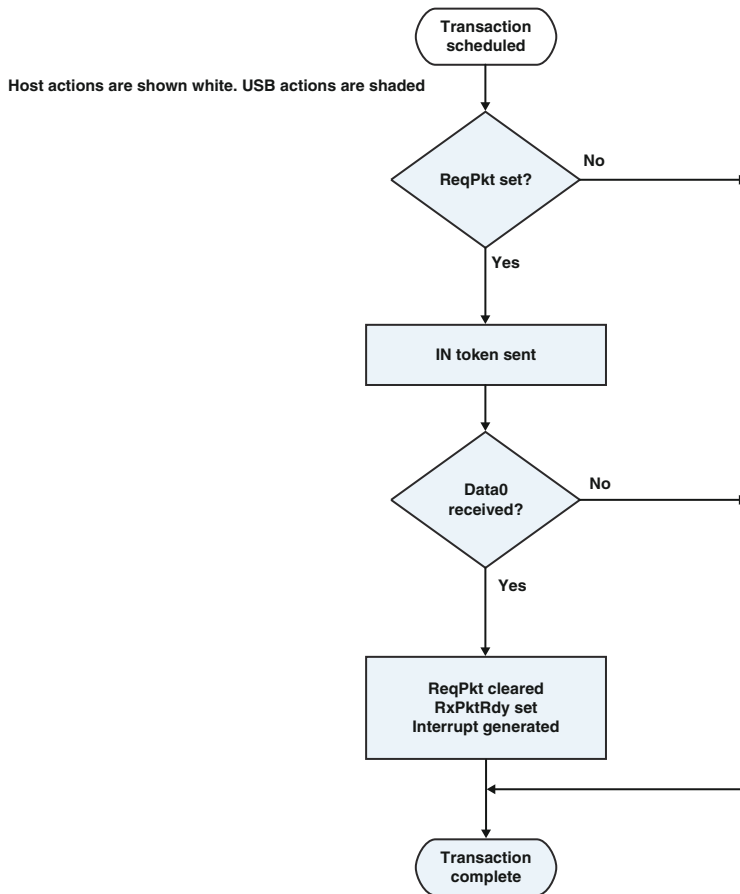 Transaction
scheduled
Host actions are shown white. USB actions are shaded
ReqPkt set?
No
Yes
IN token sent
Data0
received?
No
Yes
ReqPkt cleared
RxPktRdy set
Interrupt generated
Transaction
complete